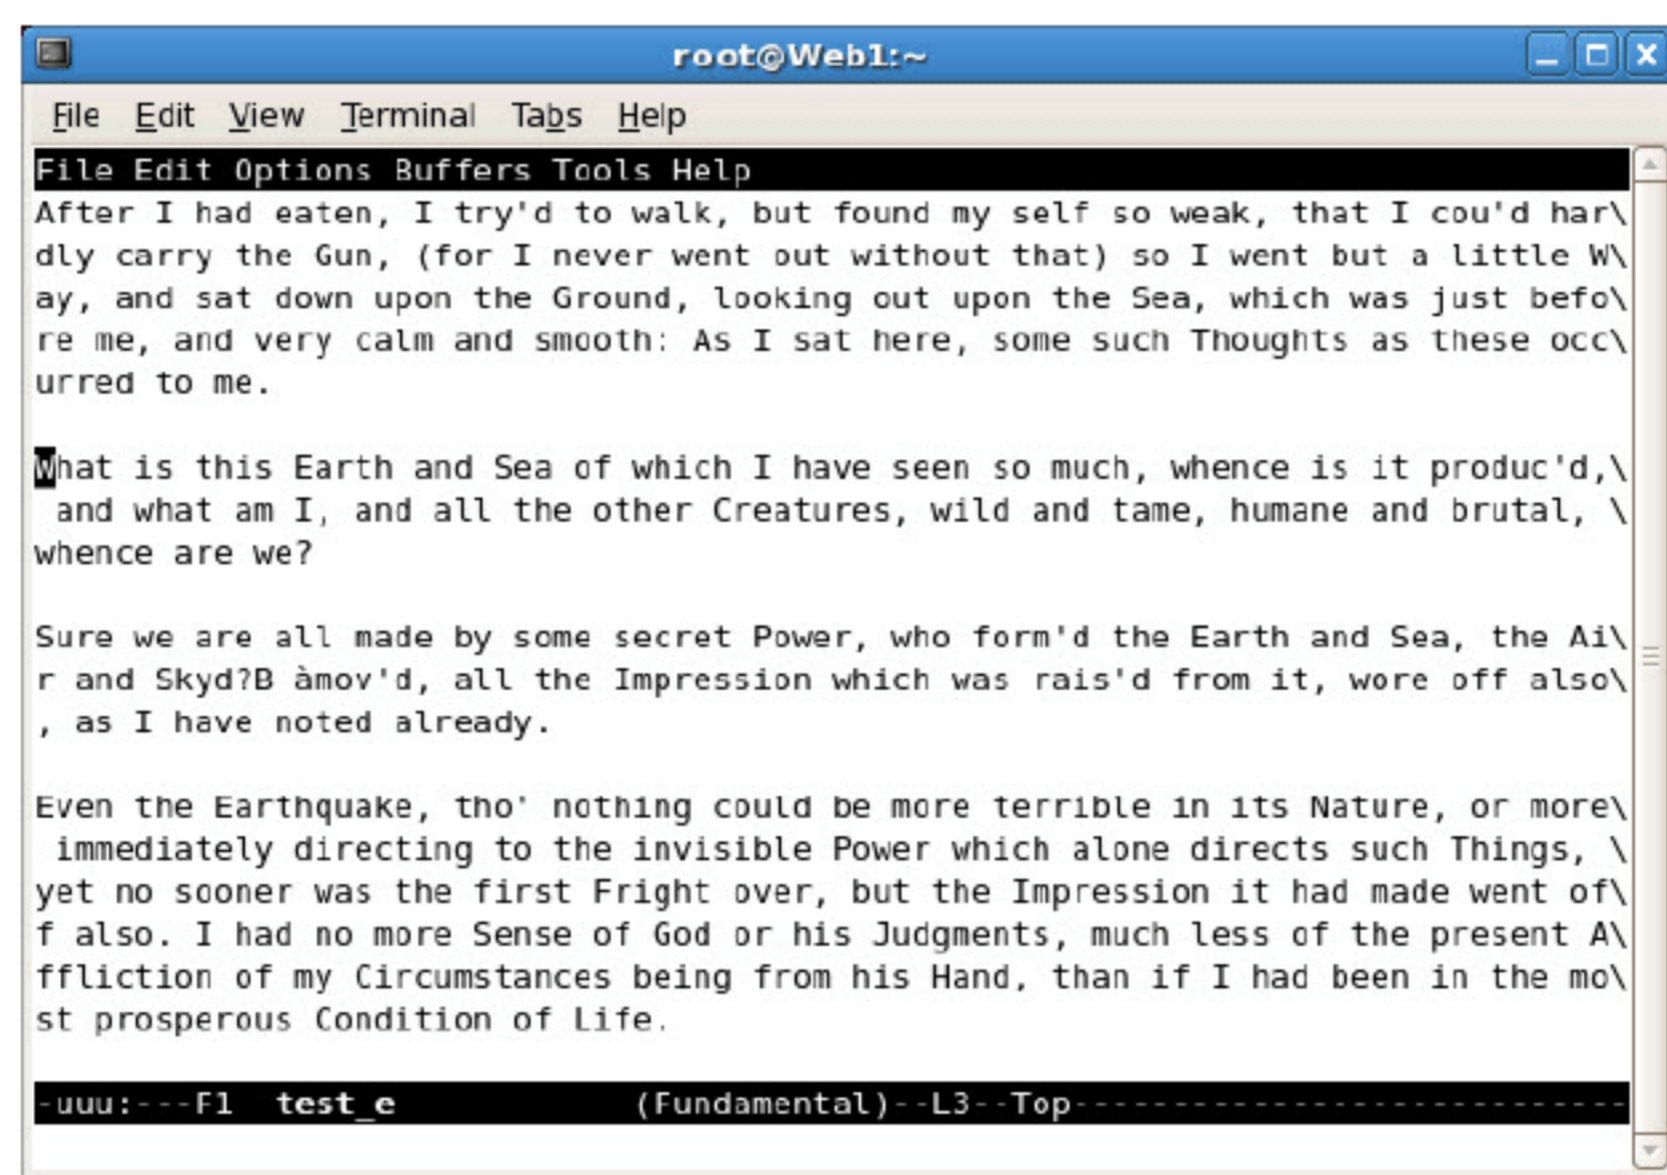 root@Web1:~
File Edit View Terminal Tabs Help
File Edit Options Buffers Tools Help
After I had eaten, I try'd to walk, but found my self so weak, that I cou'd har\
dly carry the Gun, (for I never went out without that) so I went but a little W\
ay, and sat down upon the Ground, looking out upon the Sea, which was just befo\
re me, and very calm and smooth: As I sat here, some such Thoughts as these occ\
urred to me.
What is this Earth and Sea of which I have seen so much, whence is it produc'd,\
 and what am I, and all the other Creatures, wild and tame, humane and brutal, \
whence are we?
Sure we are all made by some secret Power, who form'd the Earth and Sea, the Ai\
r and Skyd?B àmov'd, all the Impression which was rais'd from it, wore off also\
, as I have noted already.
Even the Earthquake, tho' nothing could be more terrible in its Nature, or more\
 immediately directing to the invisible Power which alone directs such Things, \
yet no sooner was the first Fright over, but the Impression it had made went of\
f also. I had no more Sense of God or his Judgments, much less of the present A\
ffliction of my Circumstances being from his Hand, than if I had been in the mo\
st prosperous Condition of Life.
-uuu:---F1  test_e            (Fundamental)--L3--Top----------------------------